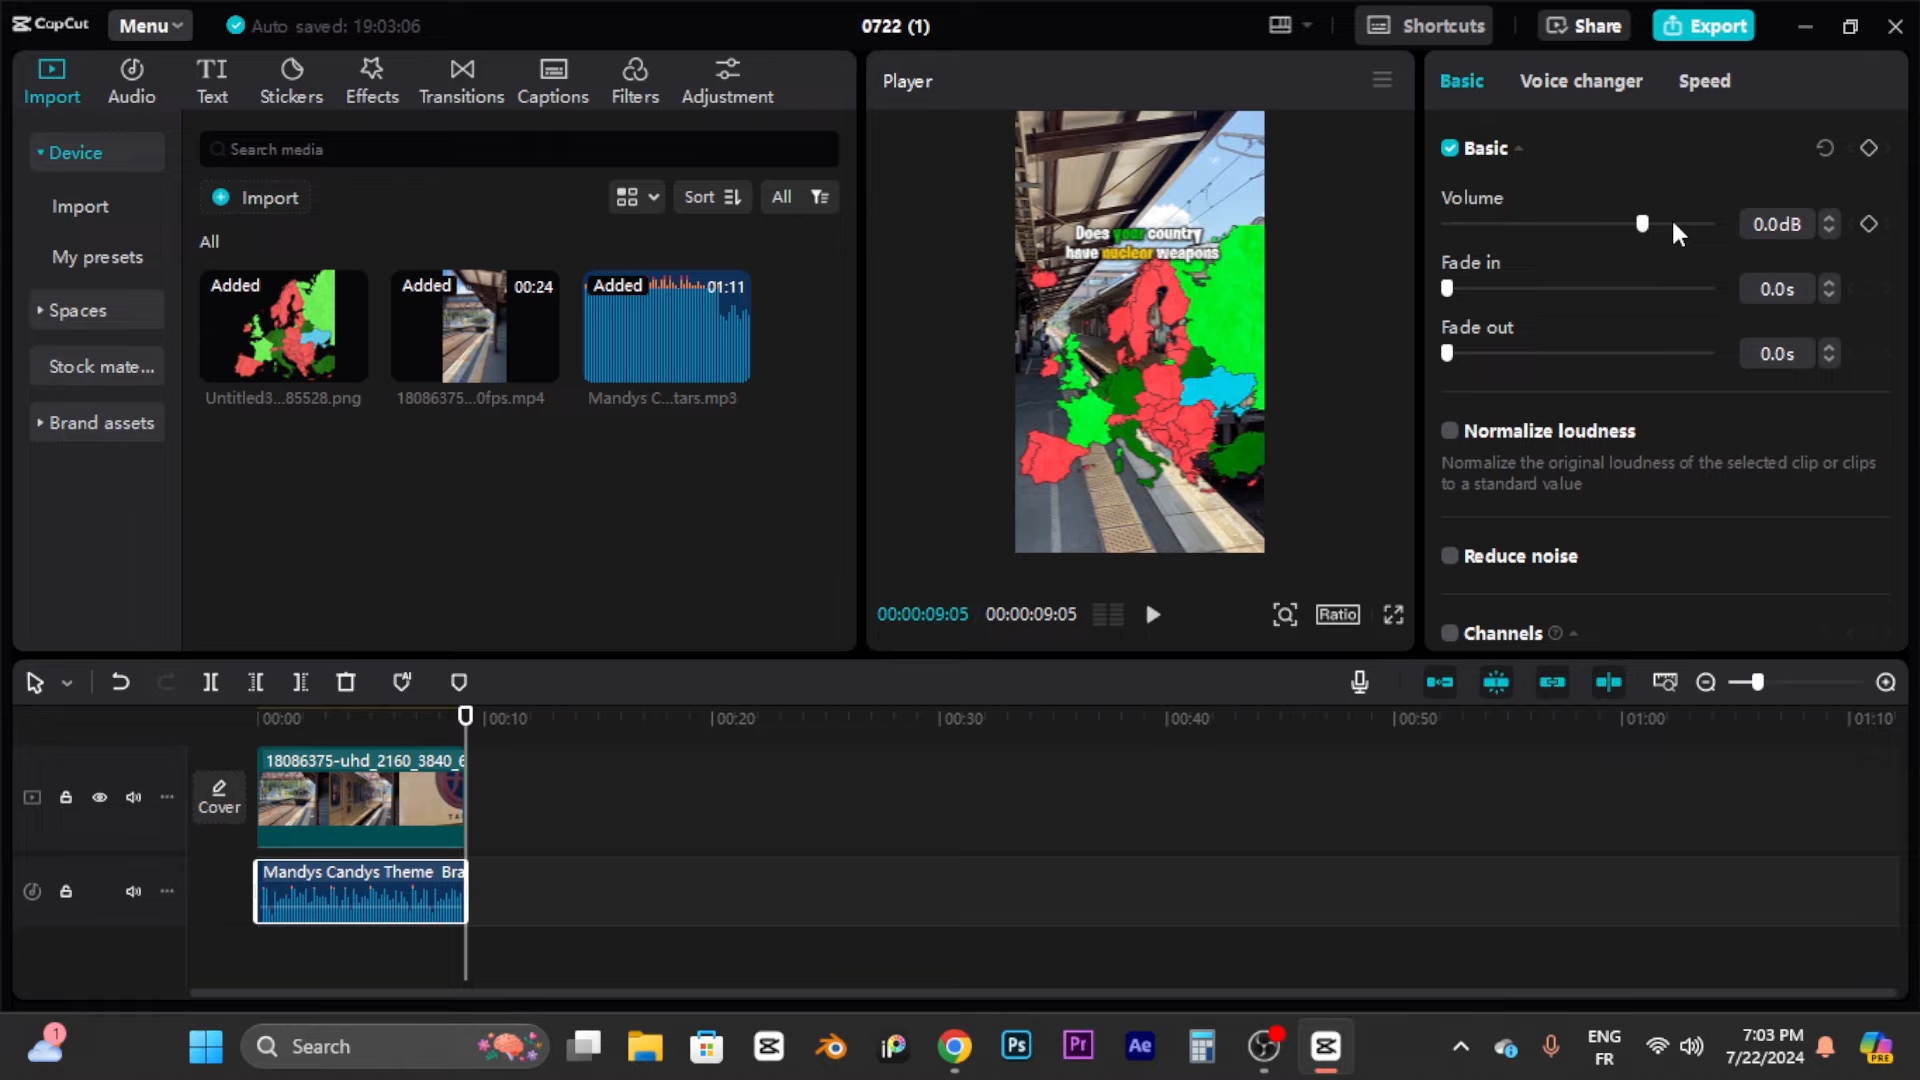 CapCut
Menu
Auto saved: 19:03:06
0722 (1)
Shortcuts
Share
Export
Import
Audio
Text
Stickers
Effects
Transitions
Captions
Filters
Adjustment
Device
Import
My presets
Spaces
Stock mate...
Brand assets
Search media
Import
Sort
All
All
Added
Untitled3...85528.png
Added
00:24
18086375...0fps.mp4
Added
01:11
Mandys C...tars.mp3
Player
Does your country
have nuclear weapons
00:00:09:05
00:00:09:05
Ratio
Basic
Voice changer
Speed
Basic
Volume
0.0dB
Fade in
0.0s
Fade out
0.0s
Normalize loudness
Normalize the original loudness of the selected clip or clips
to a standard value
Reduce noise
Channels
00:00
00:10
00:20
00:30
00:40
00:50
01:00
01:10
Cover
18086375-uhd_2160_3840_6
Mandys Candys Theme Bra
1
Search
Ps
Pr
Ae
ENG
FR
7:03 PM
7/22/2024
PRE